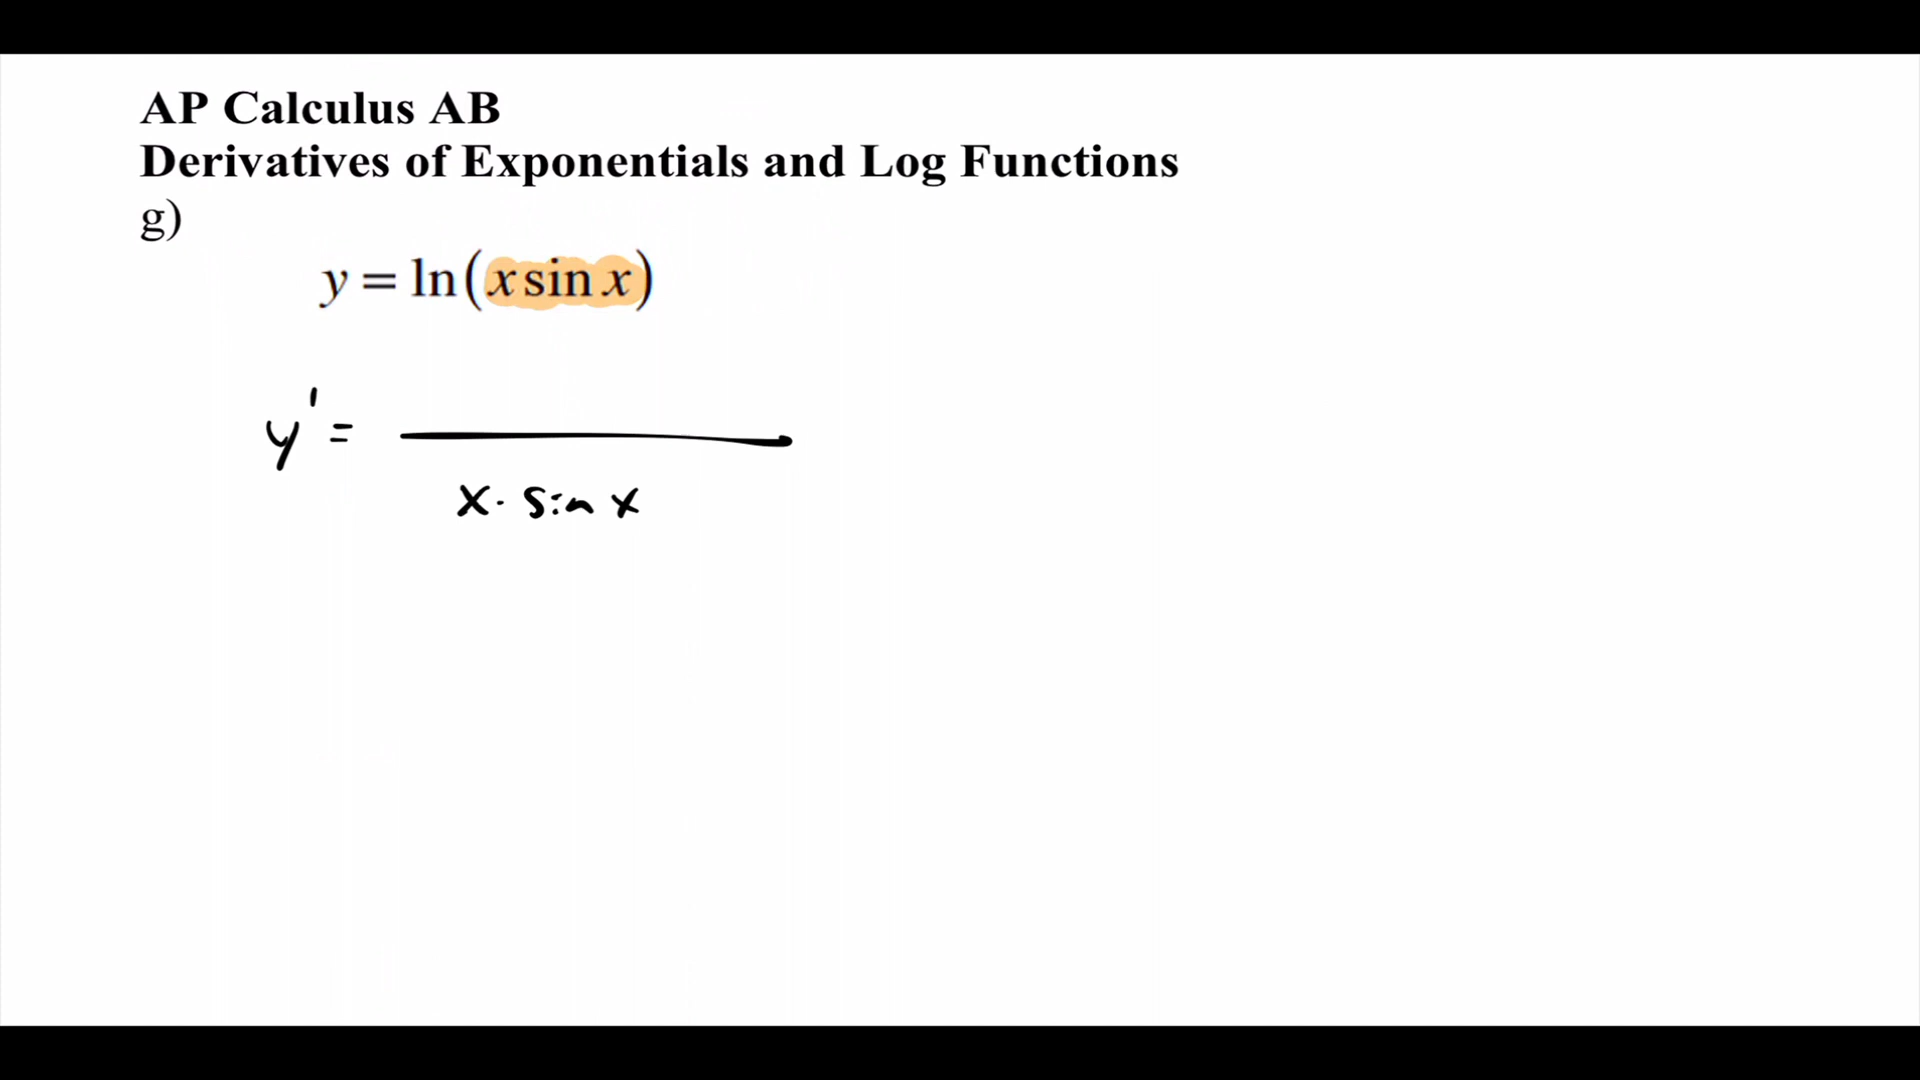 AP Calculus AB
Derivatives of Exponentials and Log Functions
g)
y = ln(x sin x)
y' = ―――
x · sin x